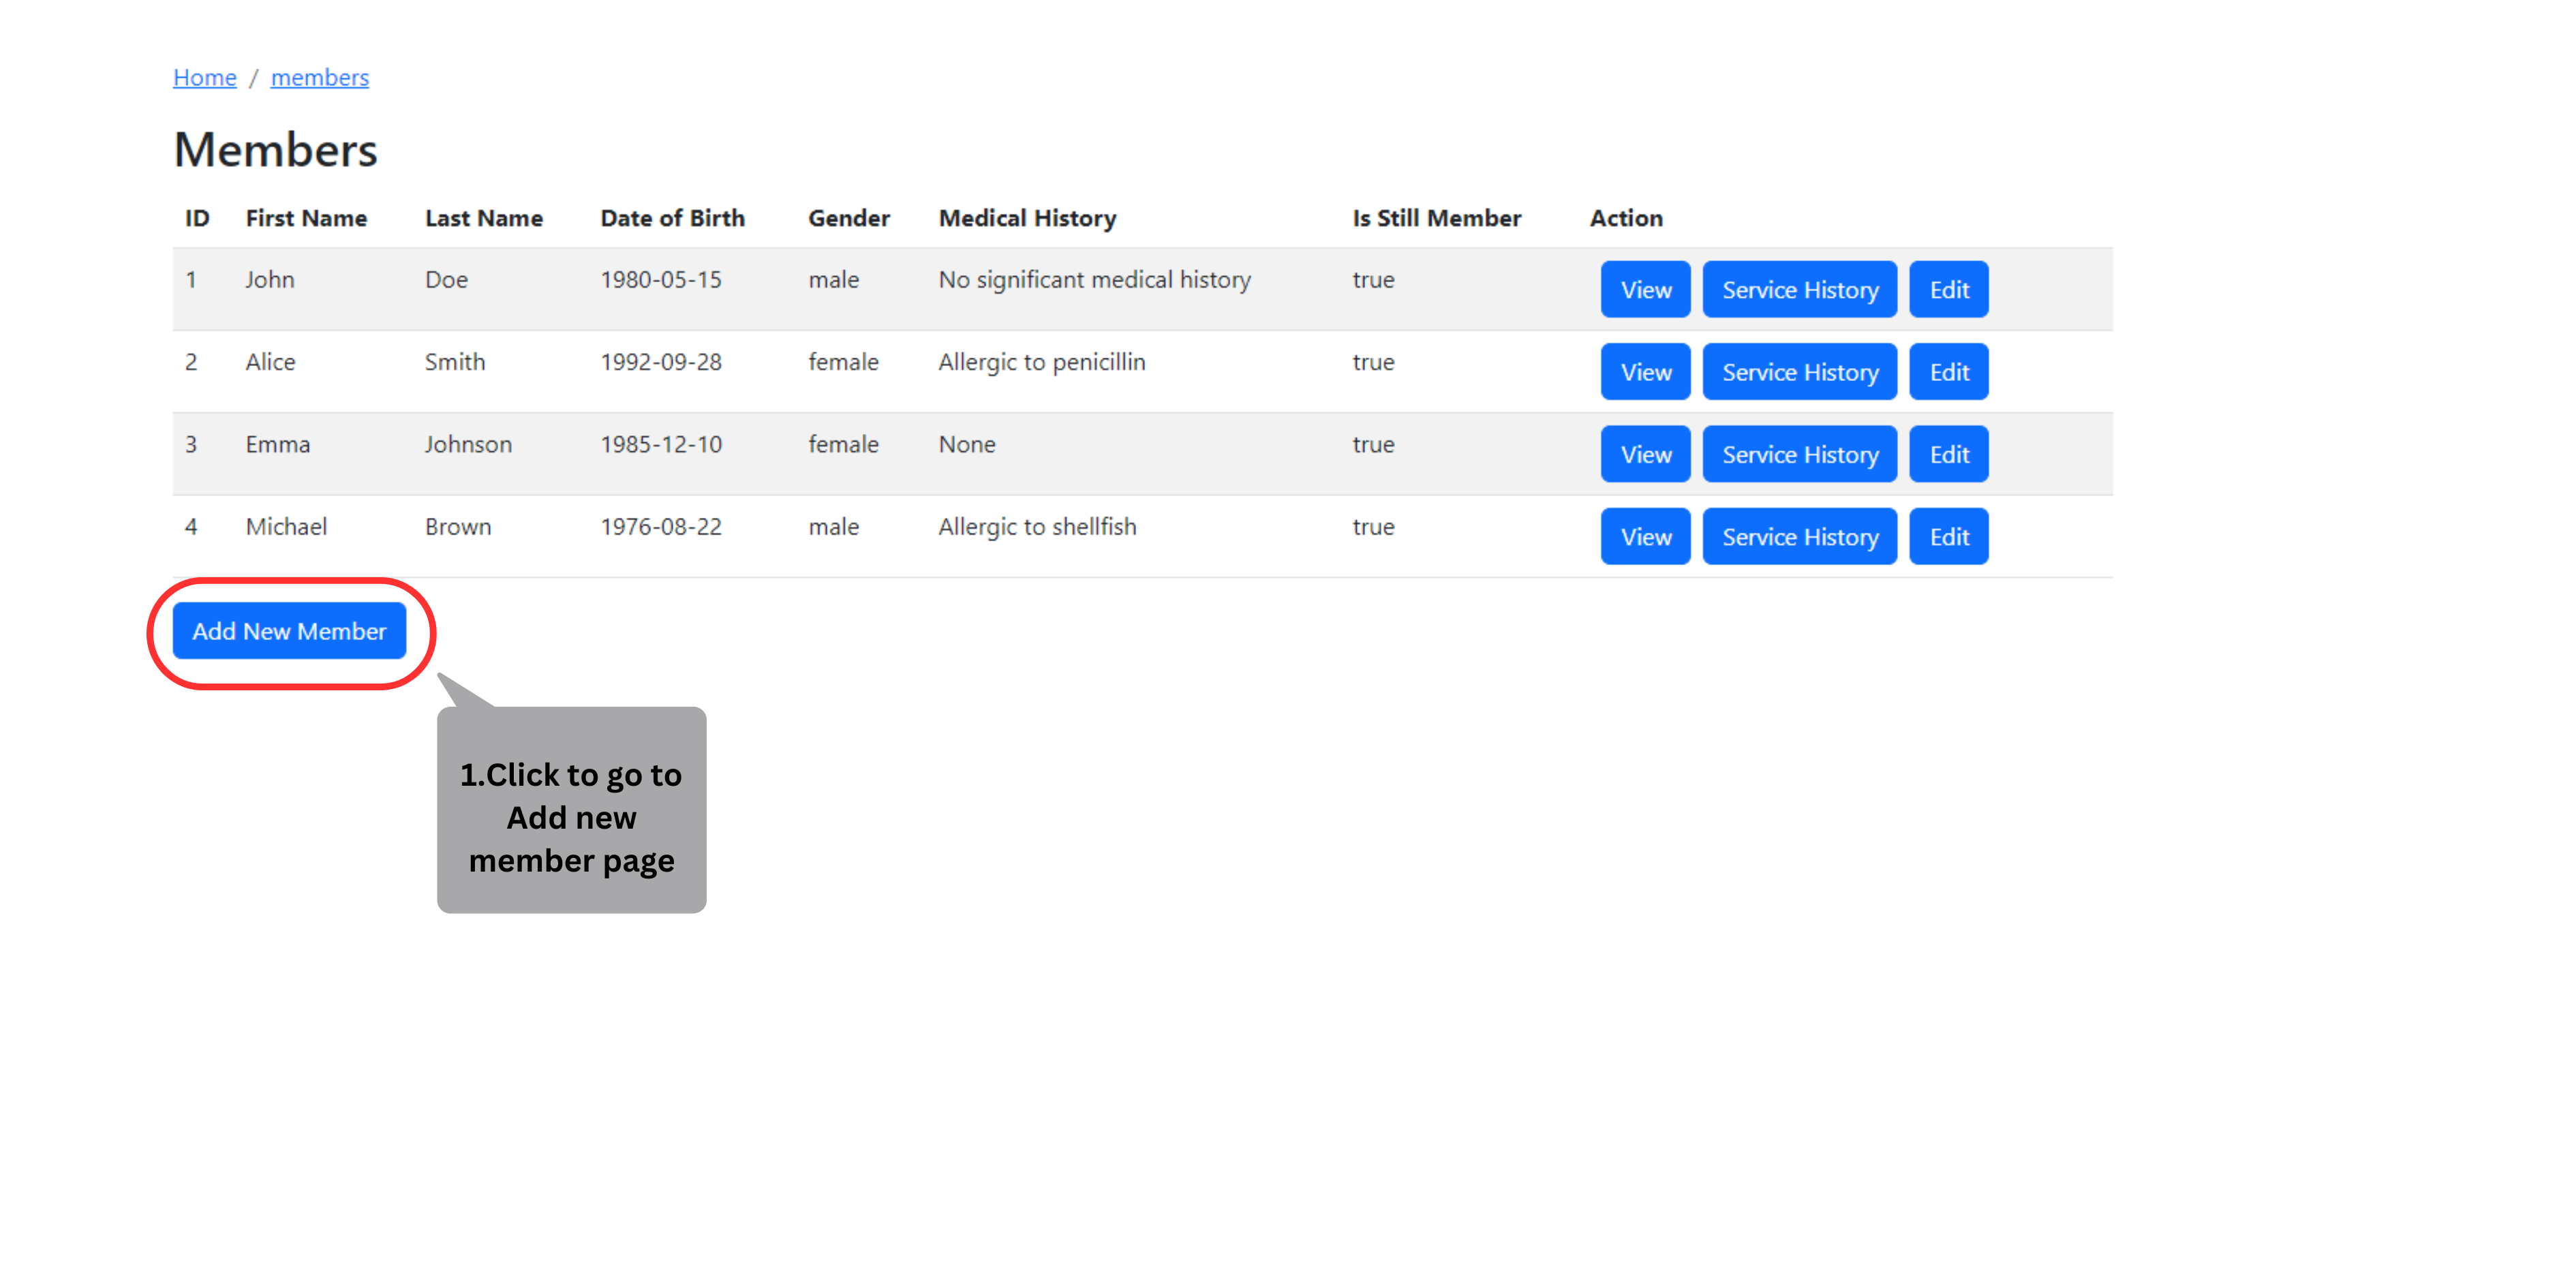 Home / members
Members
ID First Name Last Name Date of Birth Gender Medical History Is Still Member Action
1 John Doe 1980-05-15 male No significant medical history true View Service History Edit
2 Alice Smith 1992-09-28 female Allergic to penicillin true View Service History Edit
3 Emma Johnson 1985-12-10 female None true View Service History Edit
4 Michael Brown 1976-08-22 male Allergic to shellfish true View Service History Edit
Add New Member
1.Click to go to
Add new
member page